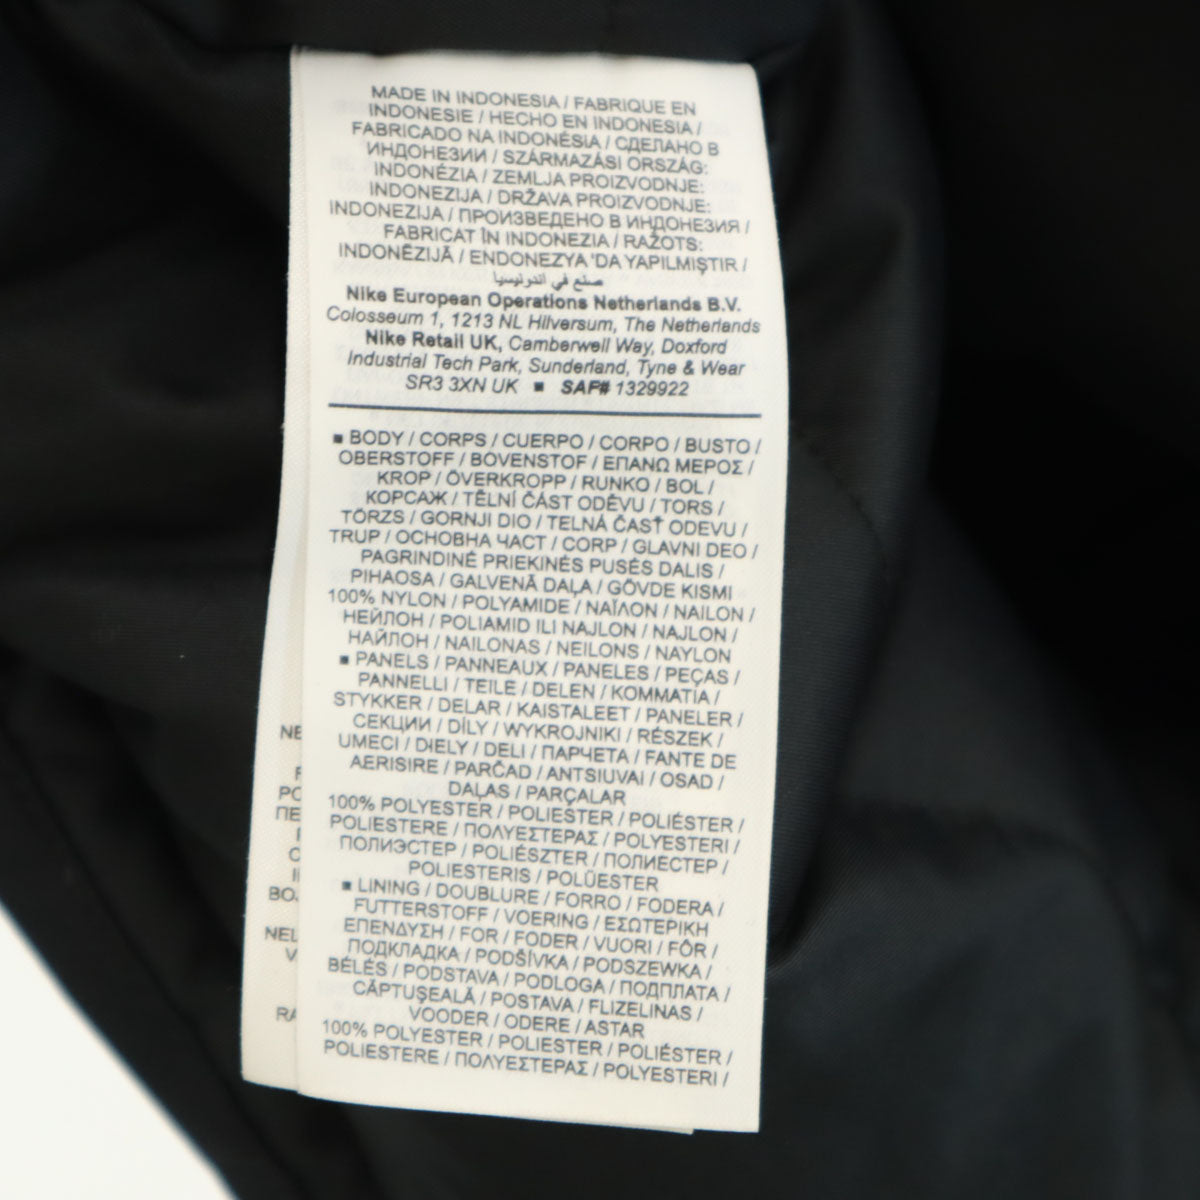 MADE IN INDONESIA / FABRIQUE EN
INDONESIE / HECHO EN INDONESIA /
FABRICADO NA INDONÉSIA / СДЕЛАНО В
ИНДОНЕЗИИ / SZÁRMAZÁSI ORSZÁG:
INDONÉZIA / ZEMLJA PROIZVODNJE:
INDONEZIJA / DRŽAVA PROIZVODNJE:
INDONEZIJA / ПРОИЗВЕДЕНО В ИНДОНЕЗИЯ /
FABRICAT ÎN INDONEZIA / RAŽOTS:
INDONĒZIJĀ / ENDONEZYA 'DA YAPILMIŞTIR /
صنع في اندونيسيا
Nike European Operations Netherlands B.V.
Colosseum 1, 1213 NL Hilversum, The Netherlands
Nike Retail UK, Camberwell Way, Doxford
Industrial Tech Park, Sunderland, Tyne & Wear
SR3 3XN UK ■ SAF# 1329922
■ BODY / CORPS / CUERPO / CORPO / BUSTO /
OBERSTOFF / BOVENSTOF / ΕΠΑΝΩ ΜΕΡΟΣ /
KROP / ÖVERKROPP / RUNKO / BOL /
КОРСАЖ / TĚLNÍ ČÁST ODĚVU / TORS /
TÖRZS / GORNJI DIO / TELNÁ ČASŤ ODEVU /
TRUP / ОСНОВНА ЧАСТ / CORP / GLAVNI DEO /
PAGRINDINĖ PRIEKINĖS PUSĖS DALIS /
PIHAOSA / GALVENĀ DAĻA / GÖVDE KISMI
100% NYLON / POLYAMIDE / ΝΑΪΛΟΝ / NAILON /
НЕЙЛОН / POLIAMID ILI NAJLON / NAJLON /
НАЙЛОН / NAILONAS / NEILONS / NAYLON
■ PANELS / PANNEAUX / PANELES / PEÇAS /
PANNELLI / TEILE / DELEN / ΚΟΜΜΑΤΙΑ /
STYKKER / DELAR / KAISTALEET / PANELER /
СЕКЦИИ / DÍLY / WYKROJNIKI / RÉSZEK /
UMECI / DIELY / DELI / ПАРЧЕТА / FANTE DE
AERISIRE / PARČAD / ANTSIUVAI / OSAD /
DAĻAS / PARÇALAR
100% POLYESTER / POLIESTER / POLIÉSTER /
POLIESTERE / ΠΟΛΥΕΣΤΕΡΑΣ / POLYESTERI /
ПОЛИЭСТЕР / POLIÉSZTER / ПОЛИЕСТЕР /
POLIESTERIS / POLÜESTER
■ LINING / DOUBLURE / FORRO / FODERA /
FUTTERSTOFF / VOERING / ΕΣΩΤΕΡΙΚΗ
ΕΠΕΝΔΥΣΗ / FOR / FODER / VUORI / FÔR /
ПОДКЛАДКА / PODŠÍVKA / PODSZEWKA /
BÉLÉS / PODSTAVA / PODLOGA / ПОДПЛАТА /
CĂPTUŞEALĂ / POSTAVA / FLIZELINAS /
VOODER / ODERE / ASTAR
100% POLYESTER / POLIESTER / POLIÉSTER /
POLIESTERE / ΠΟΛΥΕΣΤΕΡΑΣ / POLYESTERI /